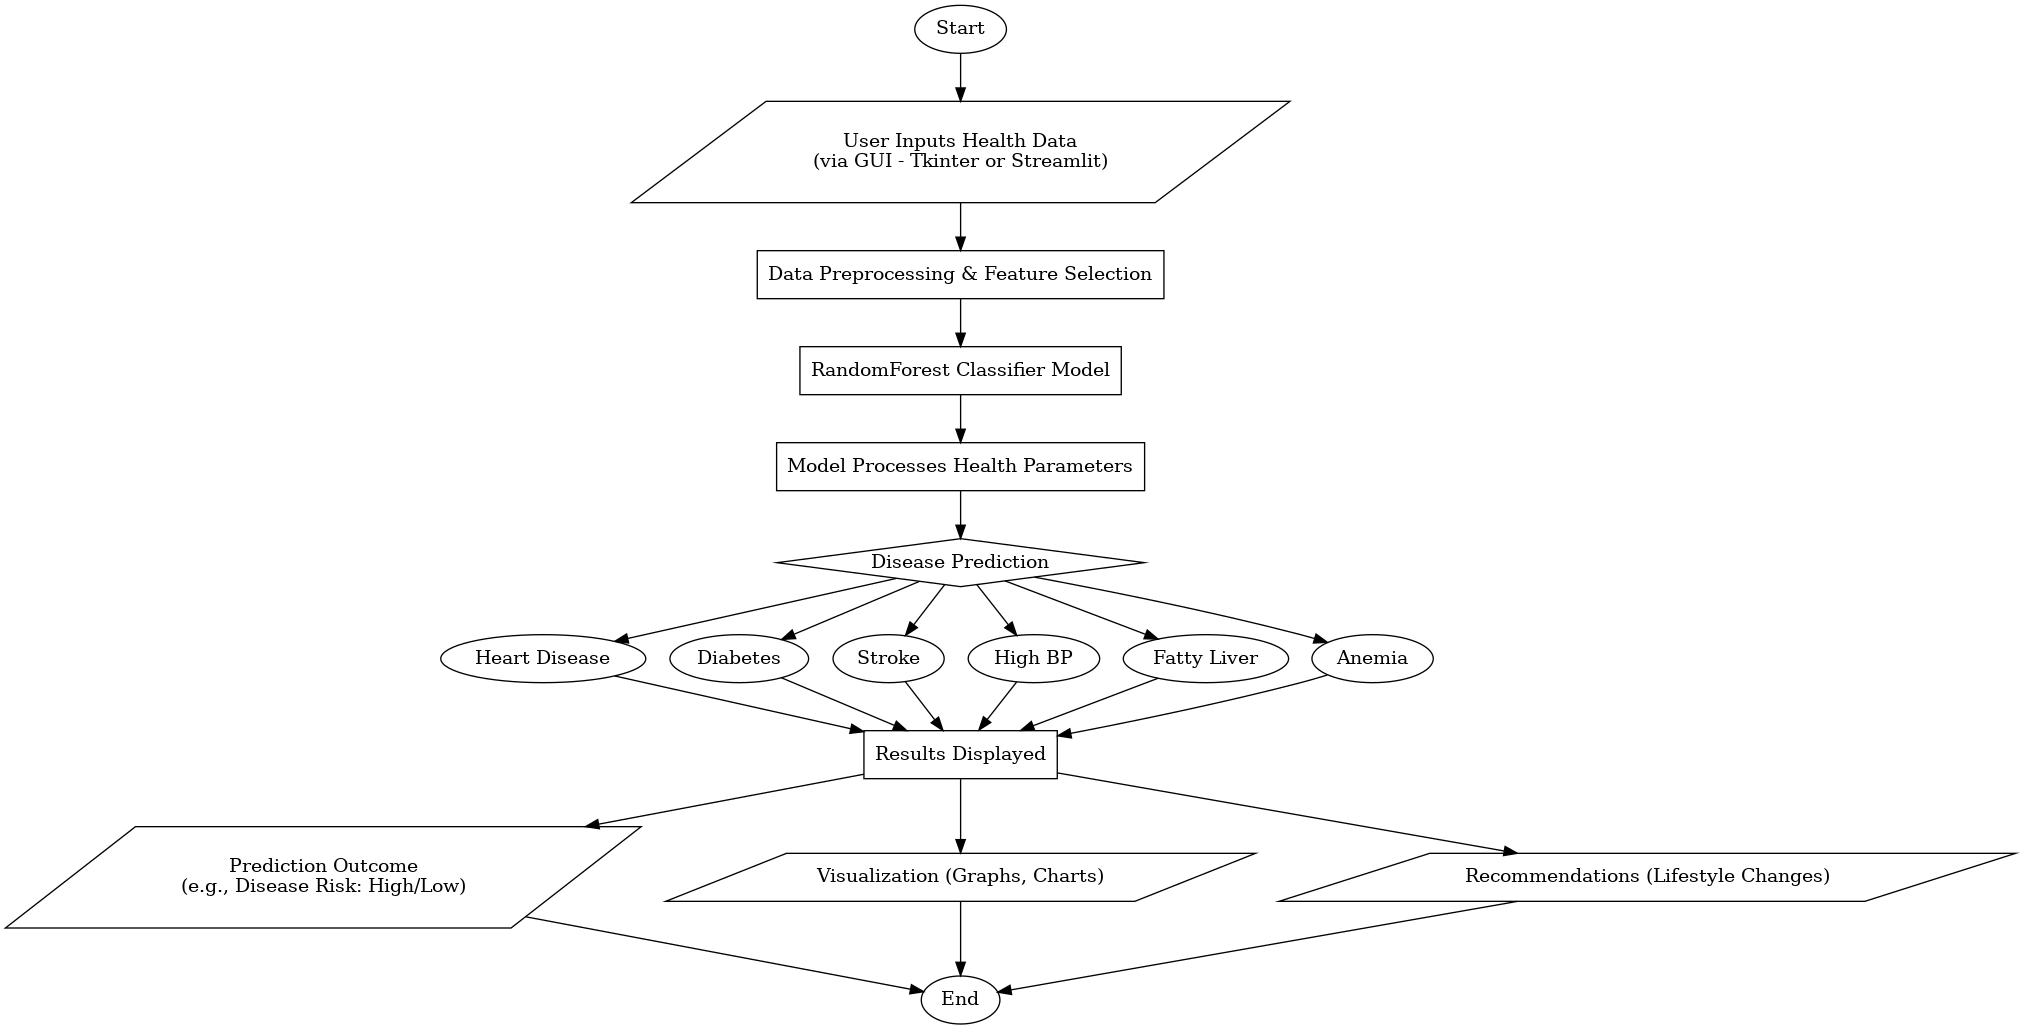 Start
User Inputs Health Data
(via GUI - Tkinter or Streamlit)
Data Preprocessing & Feature Selection
RandomForest Classifier Model
Model Processes Health Parameters
Disease Prediction
Heart Disease
Diabetes
Stroke
High BP
Fatty Liver
Anemia
Results Displayed
Prediction Outcome
(e.g., Disease Risk: High/Low)
Visualization (Graphs, Charts)
Recommendations (Lifestyle Changes)
End